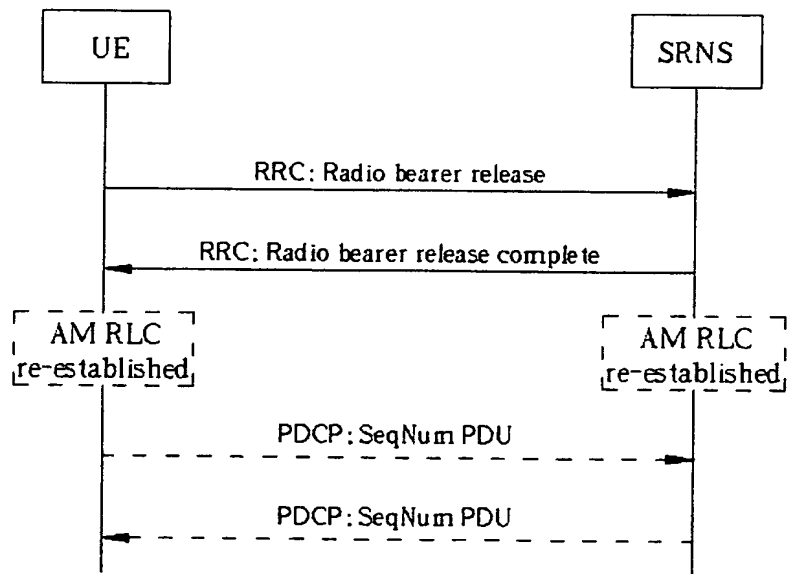 UE
SRNS
RRC: Radio bearer release
RRC: Radio bearer release complete
AM RLC
re-established
AM RLC
re-established
PDCP: SeqNum PDU
PDCP: SeqNum PDU